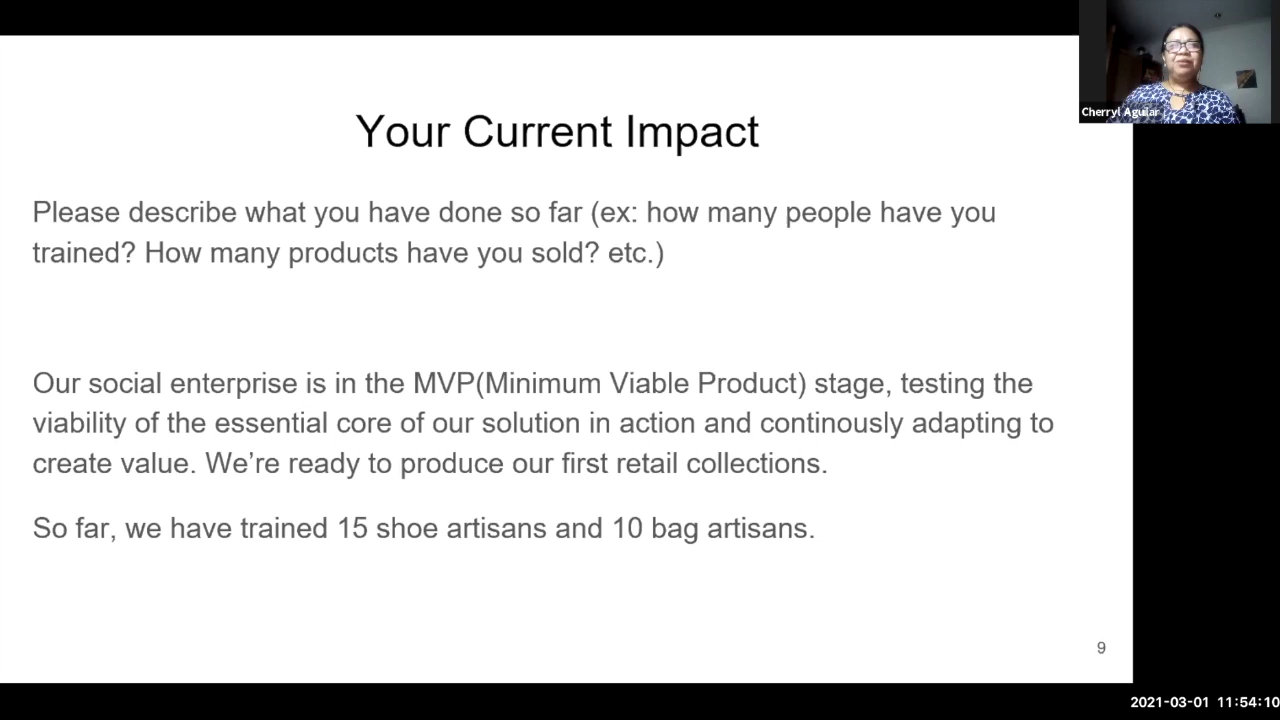 Cherryl Aguiar
Your Current Impact
Please describe what you have done so far (ex: how many people have you
trained? How many products have you sold? etc.)
Our social enterprise is in the MVP(Minimum Viable Product) stage, testing the
viability of the essential core of our solution in action and continously adapting to
create value. We’re ready to produce our first retail collections.
So far, we have trained 15 shoe artisans and 10 bag artisans.
9
2021-03-01 11:54:10